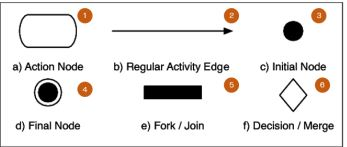 1 2 3
a) Action Node b) Regular Activity Edge c) Initial Node
4 5 6
d) Final Node e) Fork / Join f) Decision / Merge